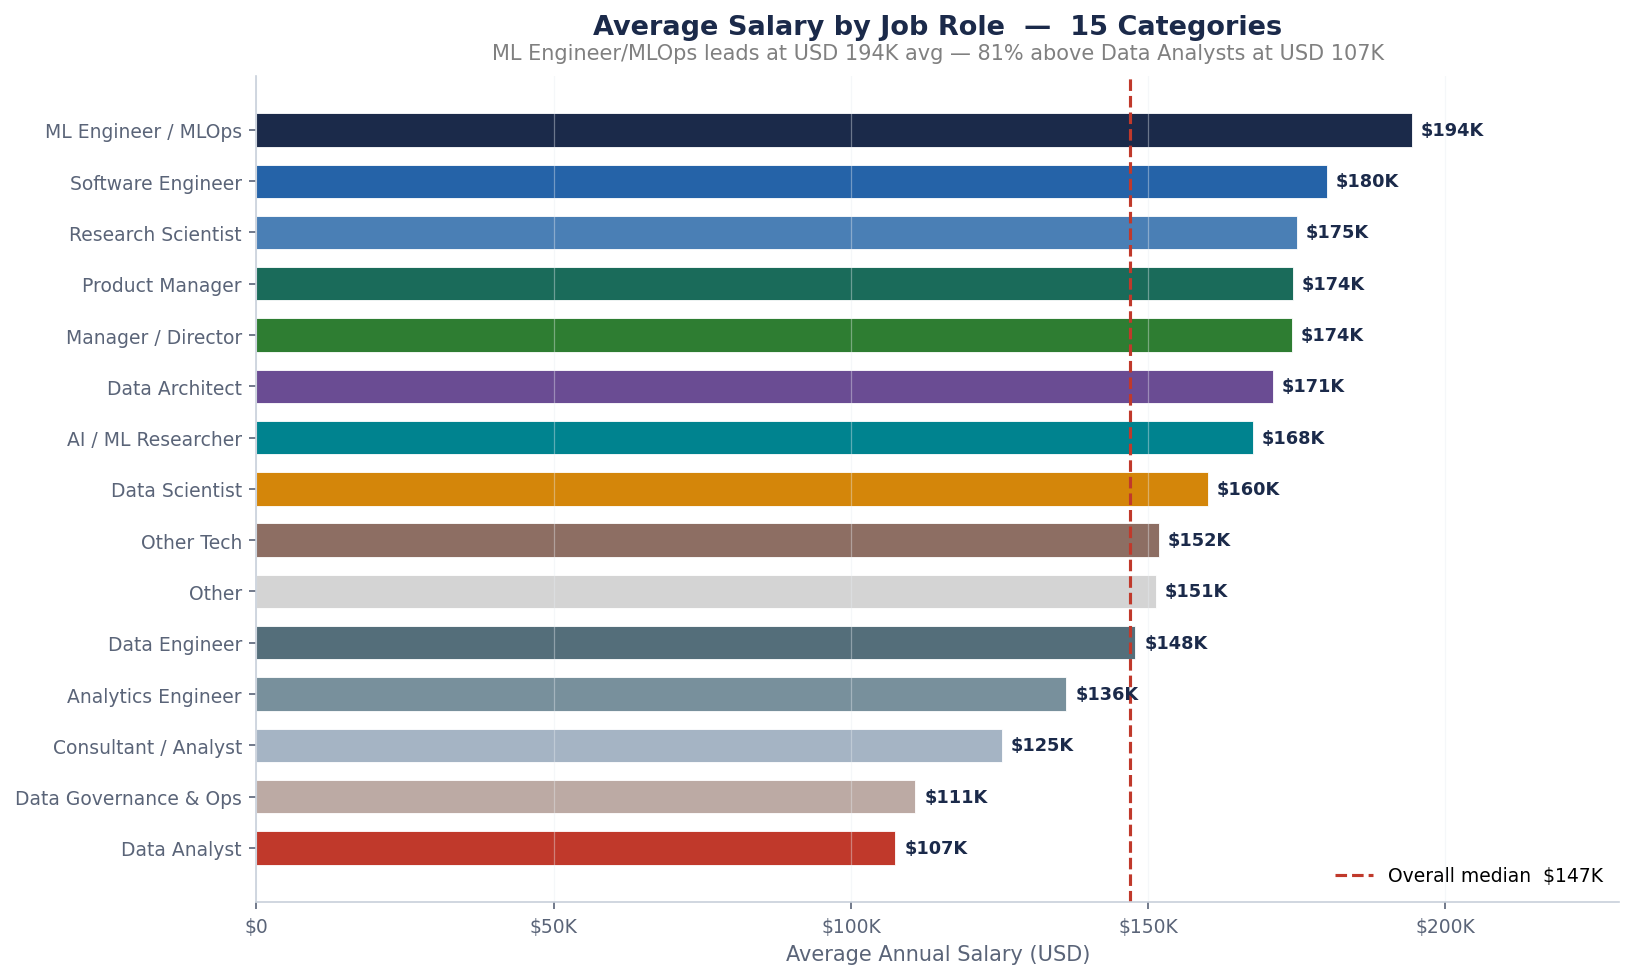 Average Salary by Job Role — 15 Categories
ML Engineer/MLOps leads at USD 194K avg — 81% above Data Analysts at USD 107K
ML Engineer / MLOps $194K
Software Engineer $180K
Research Scientist $175K
Product Manager $174K
Manager / Director $174K
Data Architect $171K
AI / ML Researcher $168K
Data Scientist $160K
Other Tech $152K
Other $151K
Data Engineer $148K
Analytics Engineer $136K
Consultant / Analyst $125K
Data Governance & Ops $111K
Data Analyst $107K
Overall median $147K
$0 $50K $100K $150K $200K
Average Annual Salary (USD)